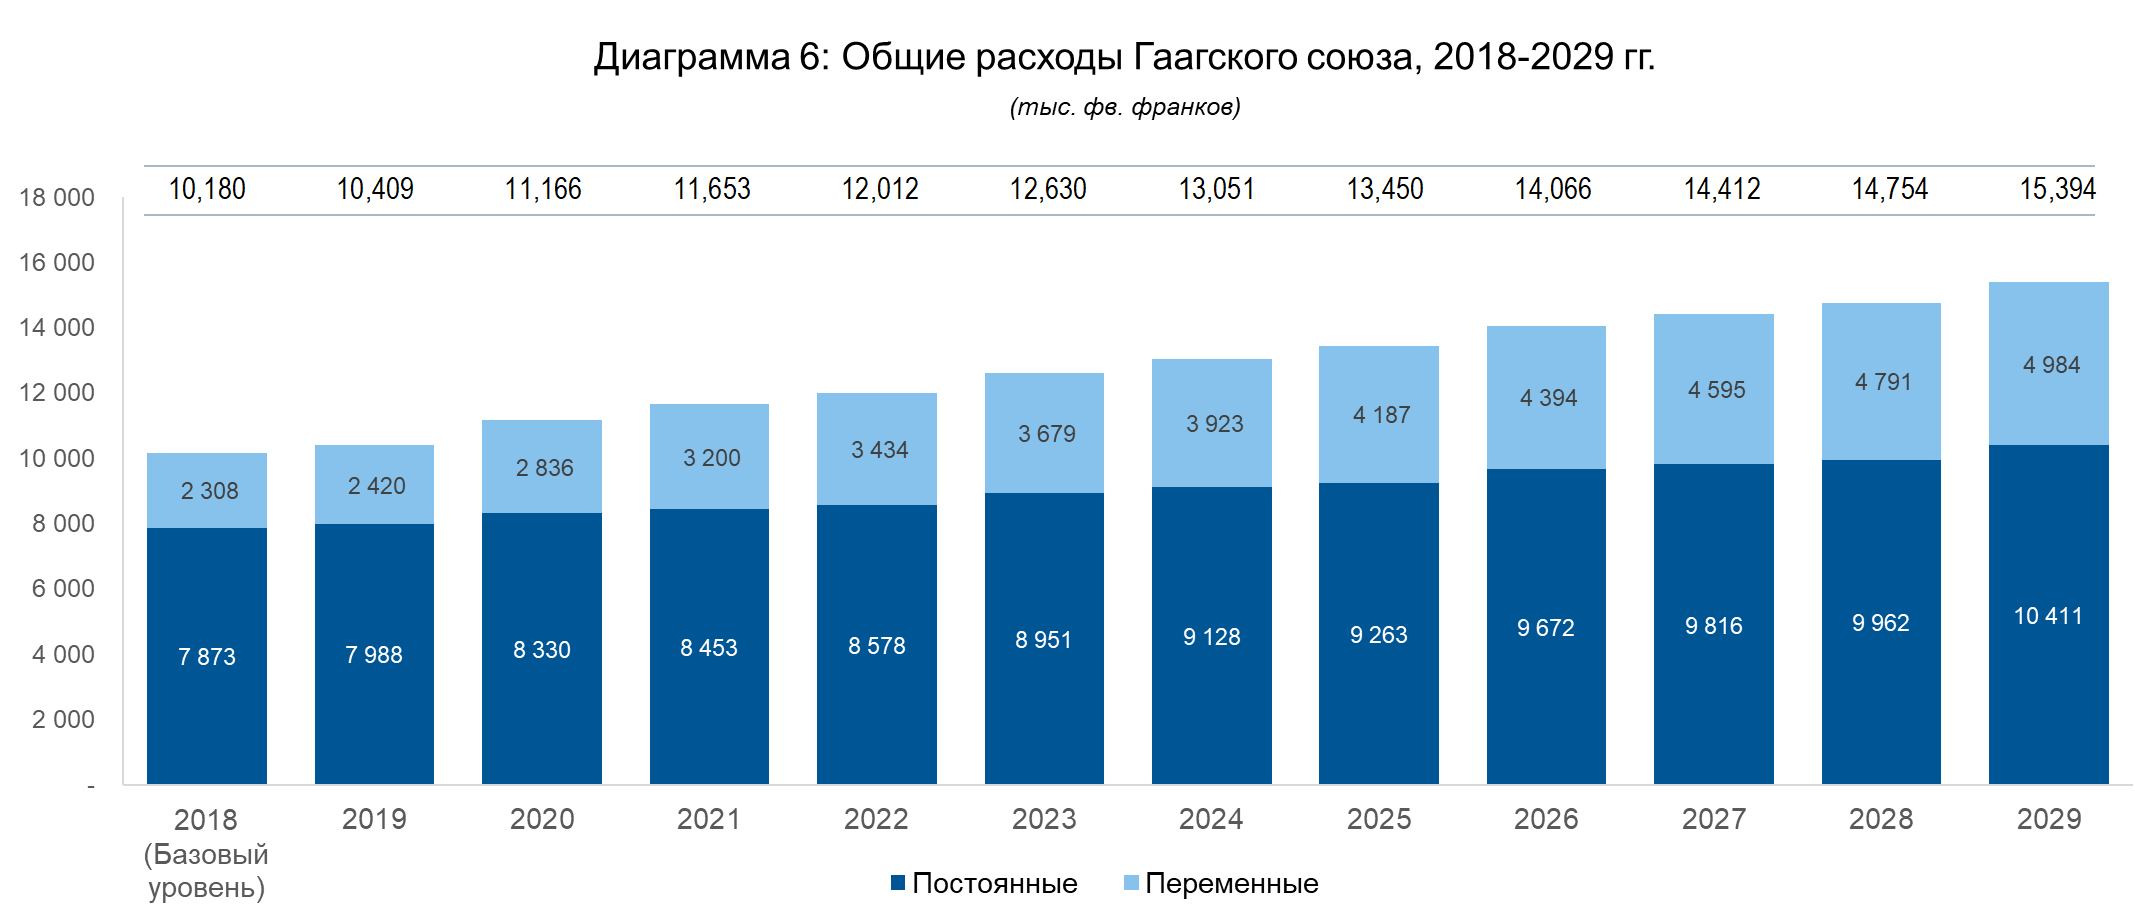 Диаграмма 6: Общие расходы Гаагского союза, 2018-2029 гг.
(тыс. фв. франков)
10,180 10,409 11,166 11,653 12,012 12,630 13,051 13,450 14,066 14,412 14,754 15,394
18 000
16 000
14 000
12 000
10 000
8 000
6 000
4 000
2 000
-
2 308 2 420 2 836 3 200 3 434 3 679 3 923 4 187 4 394 4 595 4 791 4 984
7 873 7 988 8 330 8 453 8 578 8 951 9 128 9 263 9 672 9 816 9 962 10 411
2018 2019 2020 2021 2022 2023 2024 2025 2026 2027 2028 2029
(Базовый
уровень)
Постоянные Переменные